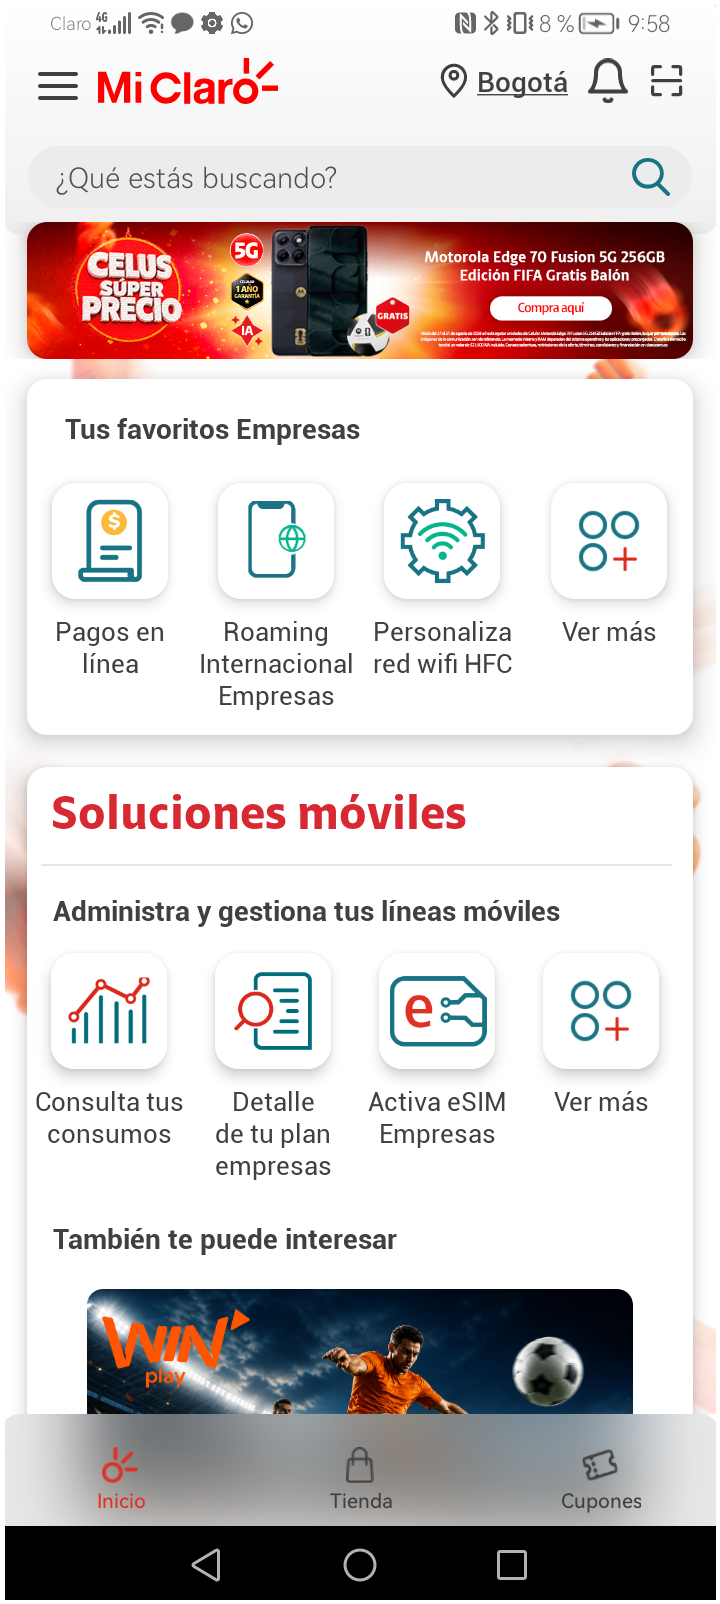 Claro 4G 8 % 9:58
Mi Claro
Bogotá
¿Qué estás buscando?
CELUS
SÚPER
PRECIO
5G
1 AÑO
GARANTÍA
IA
GRATIS
Motorola Edge 70 Fusion 5G 256GB
Edición FIFA Gratis Balón
Compra aquí
Tus favoritos Empresas
Pagos en
línea
Roaming
Internacional
Empresas
Personaliza
red wifi HFC
Ver más
Soluciones móviles
Administra y gestiona tus líneas móviles
Consulta tus
consumos
Detalle
de tu plan
empresas
Activa eSIM
Empresas
Ver más
También te puede interesar
WIN
play
Inicio
Tienda
Cupones